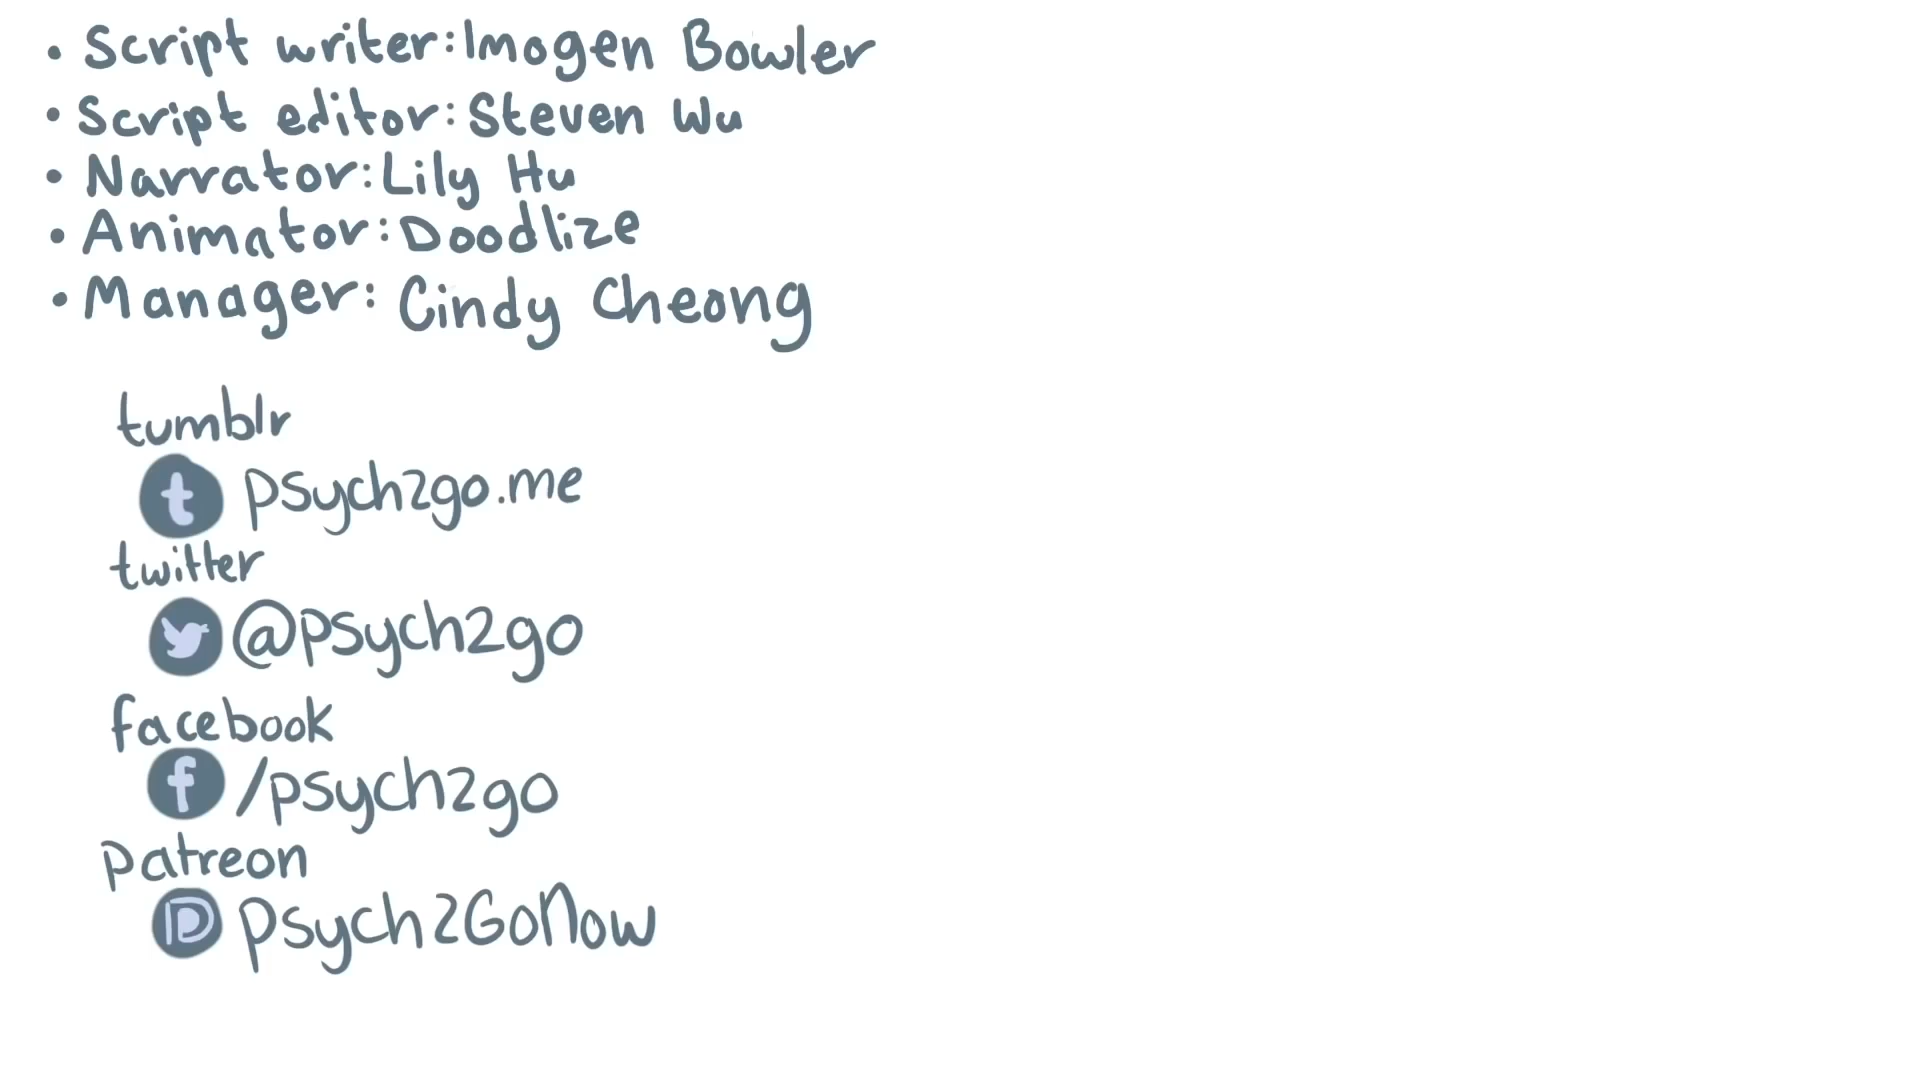 • Script writer: Imogen Bowler
• Script editor: Steven Wu
• Narrator: Lily Hu
• Animator: Doodlize
• Manager: Cindy Cheong
tumblr
t psych2go.me
twitter
@psych2go
facebook
f /psych2go
patreon
P psych2GoNow